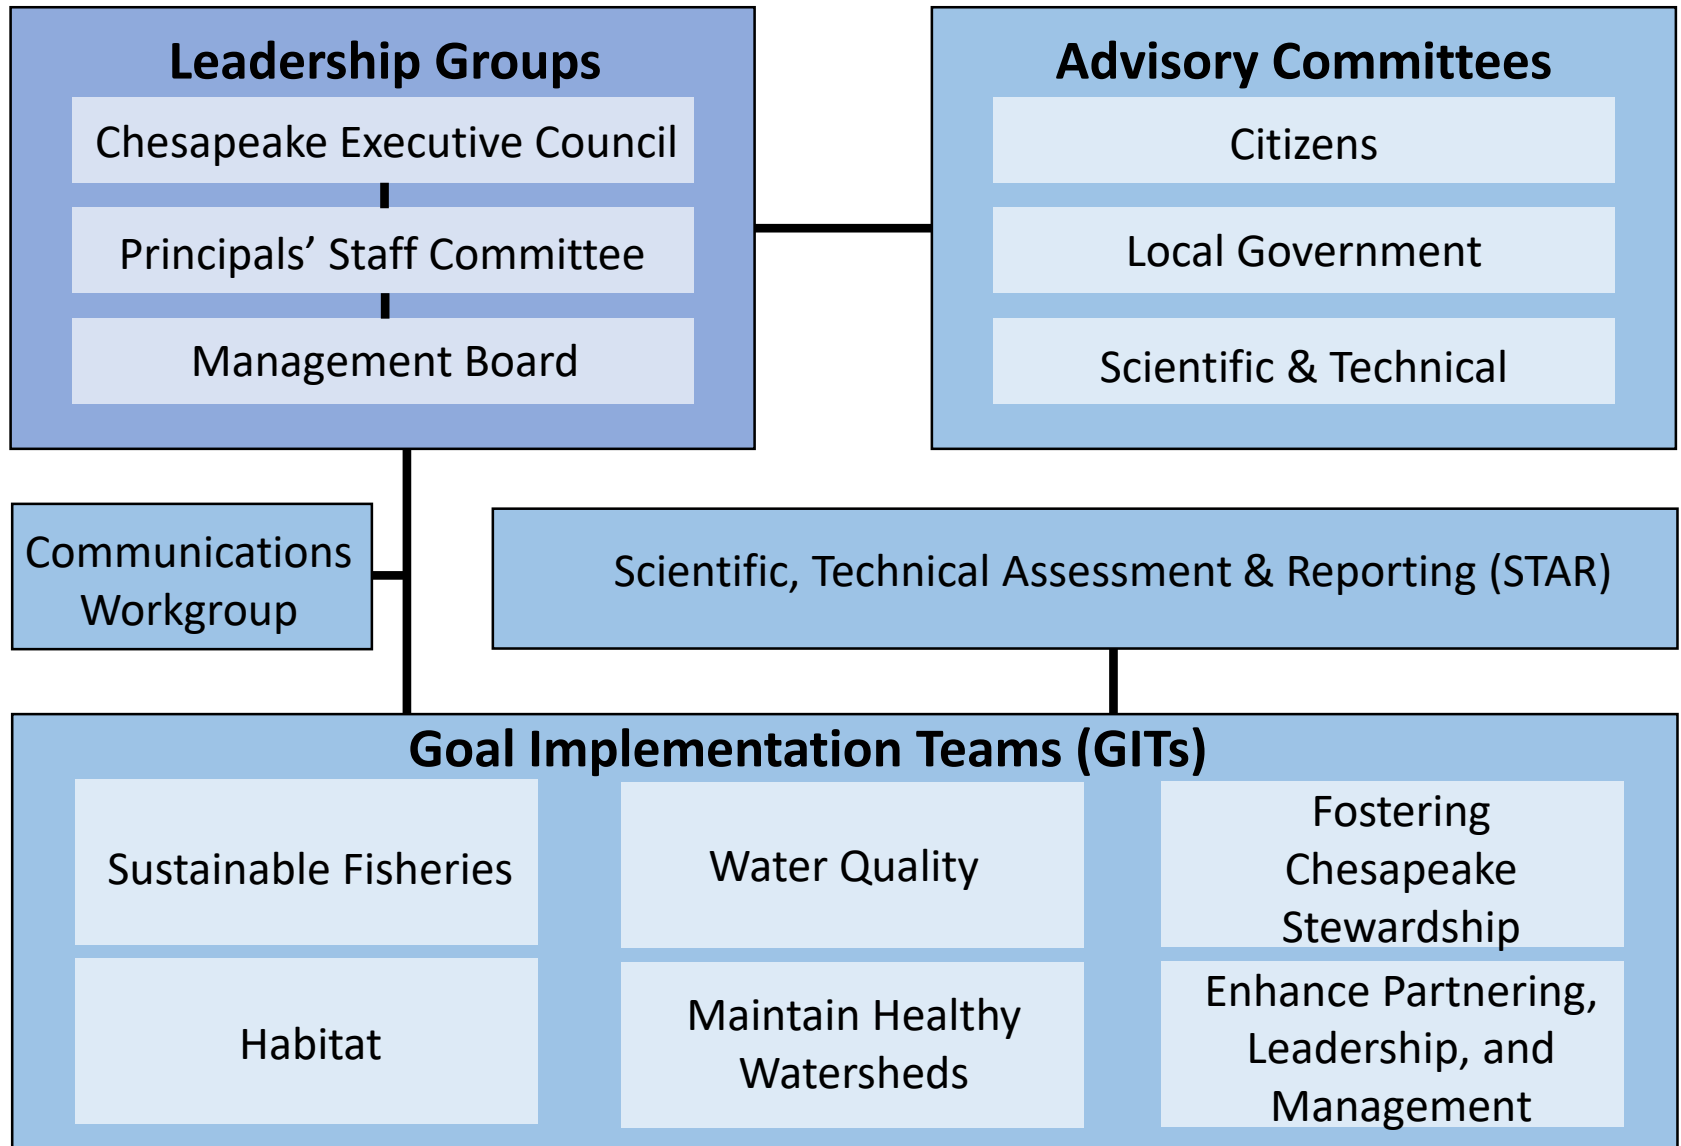 Leadership Groups
Chesapeake Executive Council
Principals’ Staff Committee
Management Board
Advisory Committees
Citizens
Local Government
Scientific & Technical
Communications
Workgroup
Scientific, Technical Assessment & Reporting (STAR)
Goal Implementation Teams (GITs)
Sustainable Fisheries
Water Quality
Fostering
Chesapeake
Stewardship
Habitat
Maintain Healthy
Watersheds
Enhance Partnering,
Leadership, and
Management